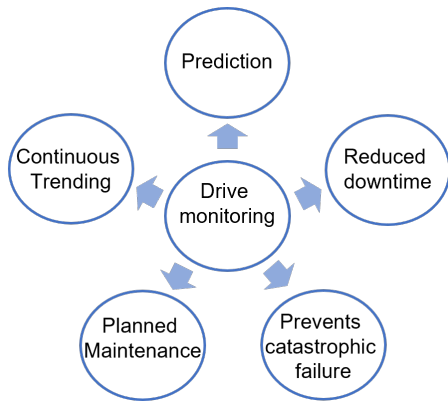 Prediction
Continuous
Trending
Reduced
downtime
Drive
monitoring
Planned
Maintenance
Prevents
catastrophic
failure